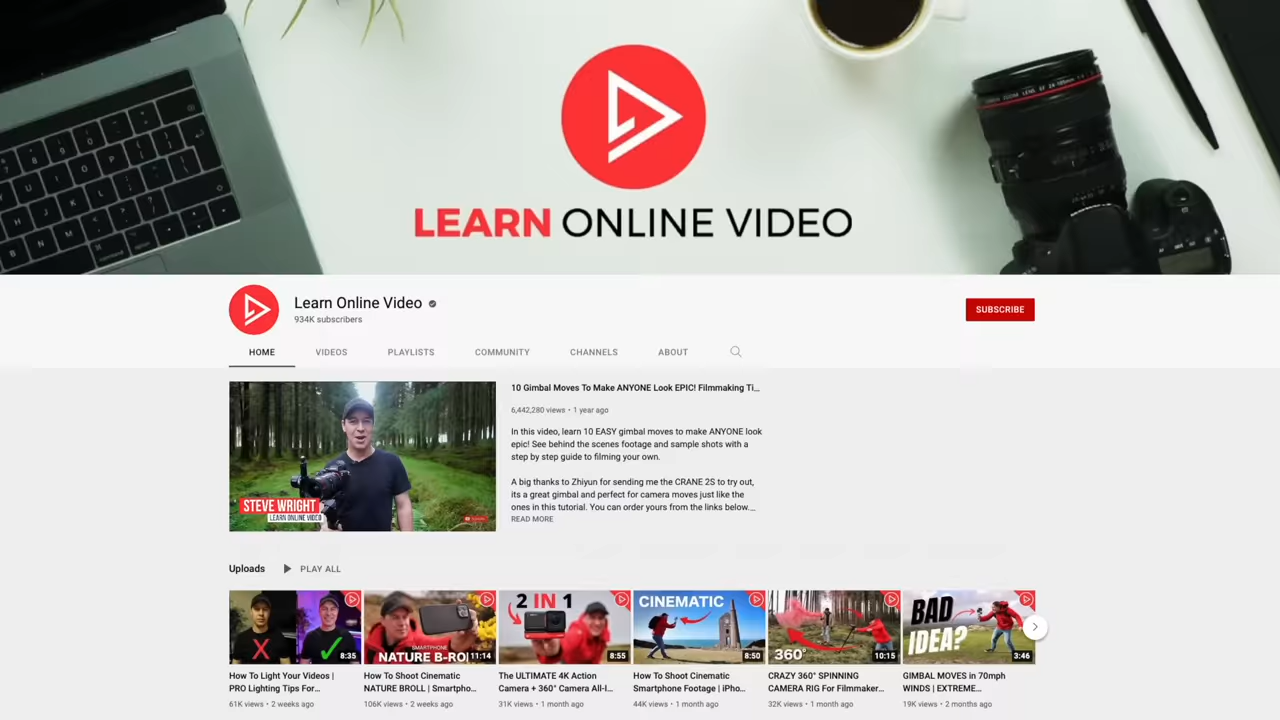 ZOOM LENS EF 24-105mm
LEARN ONLINE VIDEO
Learn Online Video
934K subscribers
SUBSCRIBE
HOME
VIDEOS
PLAYLISTS
COMMUNITY
CHANNELS
ABOUT
10 Gimbal Moves To Make ANYONE Look EPIC! Filmmaking Ti...
6,442,280 views • 1 year ago
In this video, learn 10 EASY gimbal moves to make ANYONE look
epic! See behind the scenes footage and sample shots with a
step by step guide to filming your own.
A big thanks to Zhiyun for sending me the CRANE 2S to try out,
its a great gimbal and perfect for camera moves just like the
ones in this tutorial. You can order yours from the links below....
READ MORE
STEVE WRIGHT
LEARN ONLINE VIDEO
Uploads
PLAY ALL
X
8:35
SMARTPHONE
NATURE B-RO
11:14
2 IN 1
8:55
CINEMATIC
8:50
360°
10:15
BAD
IDEA?
3:46
How To Light Your Videos |
PRO Lighting Tips For...
61K views • 2 weeks ago
How To Shoot Cinematic
NATURE BROLL | Smartpho...
106K views • 2 weeks ago
The ULTIMATE 4K Action
Camera + 360° Camera All-I...
31K views • 1 month ago
How To Shoot Cinematic
Smartphone Footage | iPho...
44K views • 1 month ago
CRAZY 360° SPINNING
CAMERA RIG For Filmmaker...
32K views • 1 month ago
GIMBAL MOVES in 70mph
WINDS | EXTREME...
19K views • 2 months ago